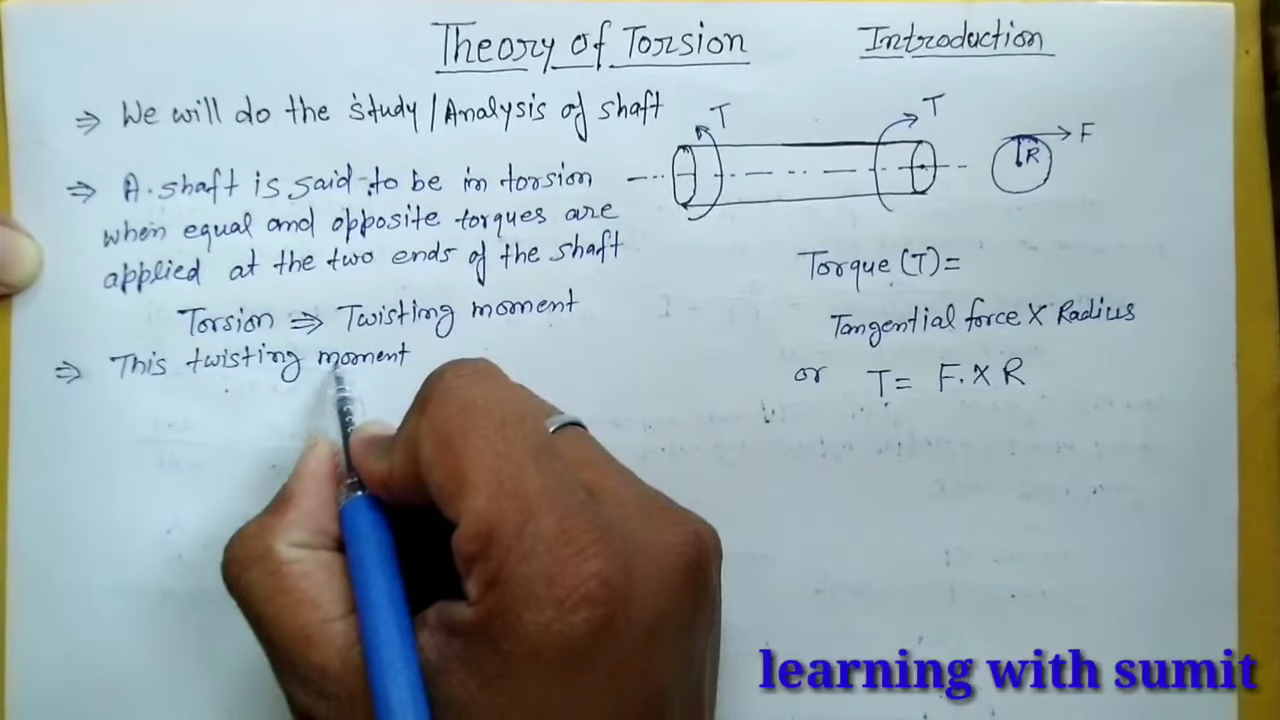 Theory of Torsion Introduction
⇒ We will do the study/Analysis of shaft
⇒ A shaft is said to be in torsion
when equal and opposite torques are
applied at the two ends of the shaft
Torsion ⇒ Twisting moment
⇒ This twisting moment
T T
F
R
Torque (T) =
Tangential force X Radius
or T = F. X R
learning with sumit